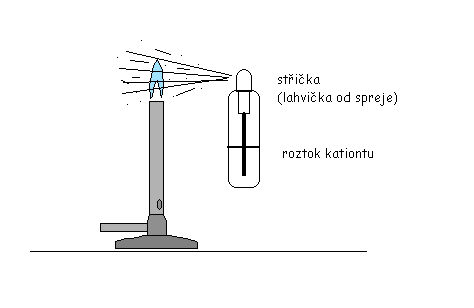 střička
(lahvička od spreje)
roztok kationtu